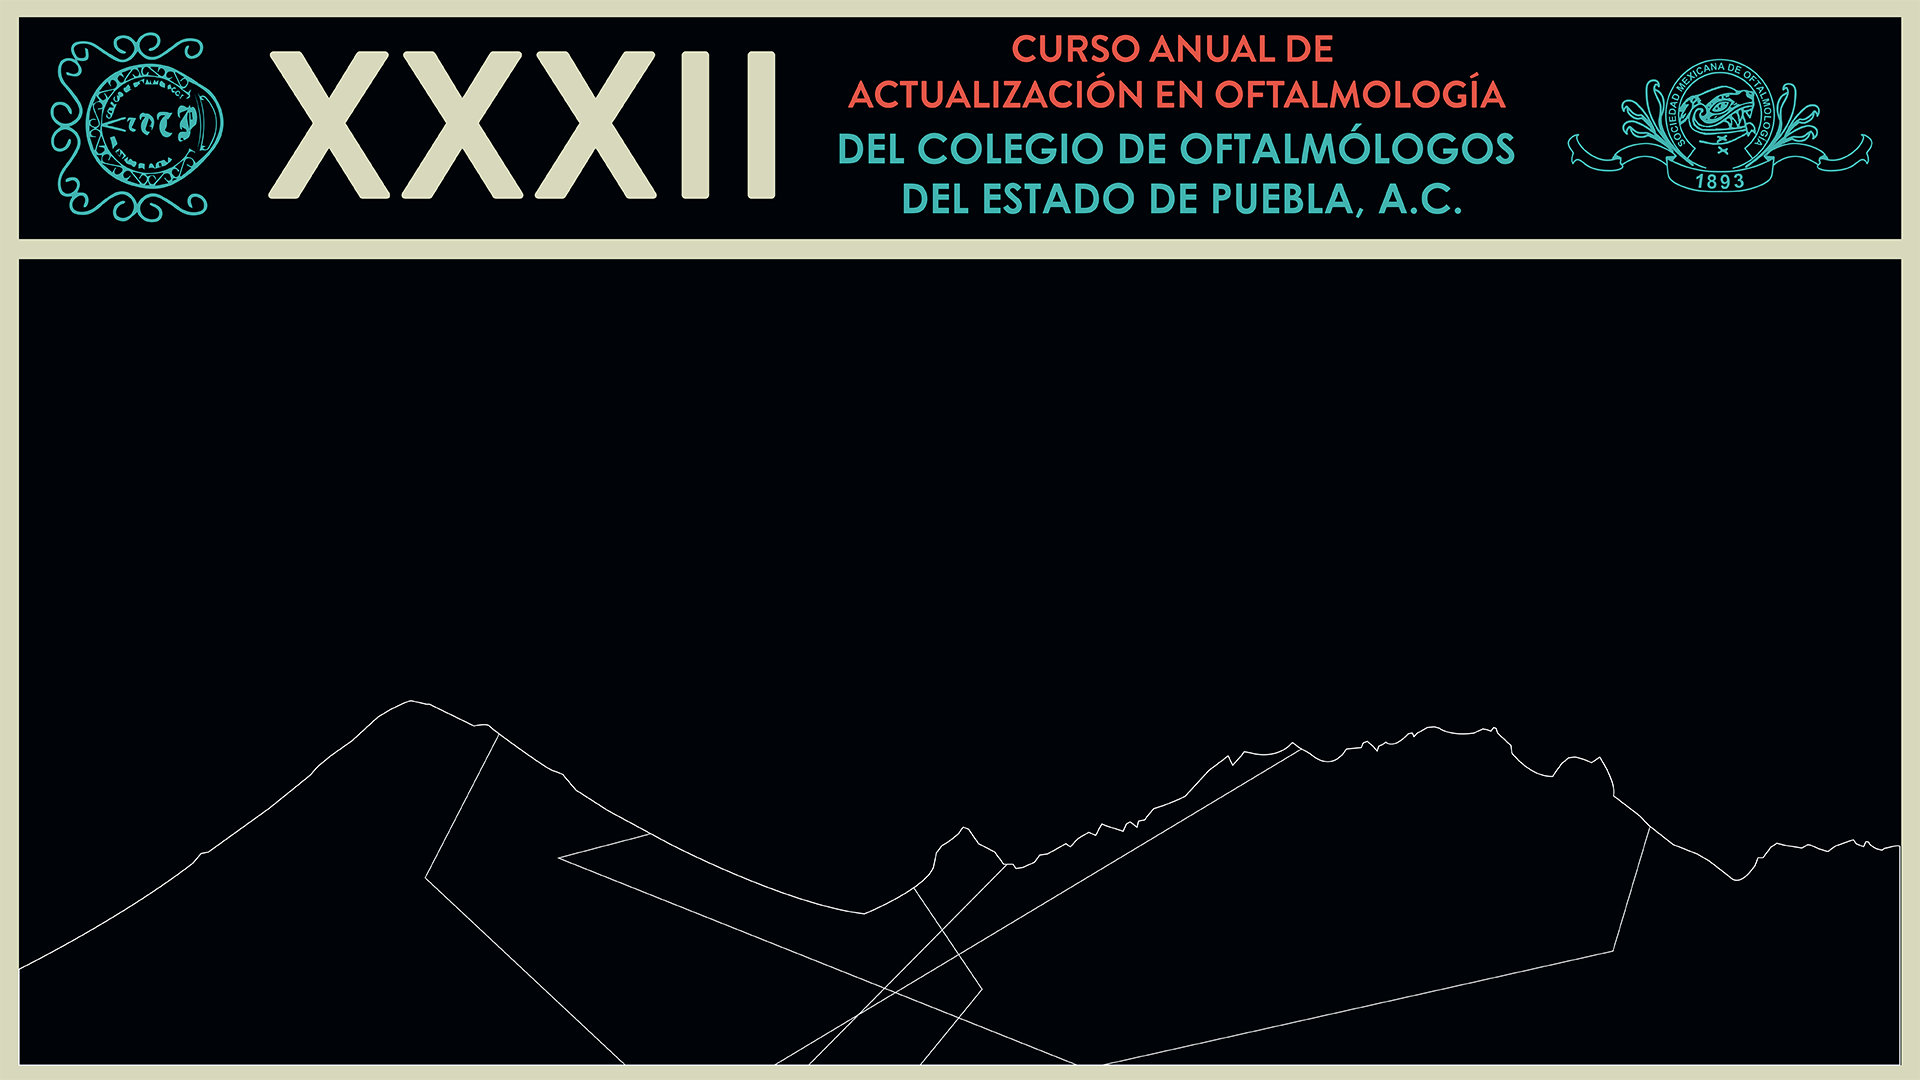 XXXII
CURSO ANUAL DE
ACTUALIZACIÓN EN OFTALMOLOGÍA
DEL COLEGIO DE OFTALMÓLOGOS
DEL ESTADO DE PUEBLA, A.C.
SOCIEDAD MEXICANA DE OFTALMOLOGIA
1893